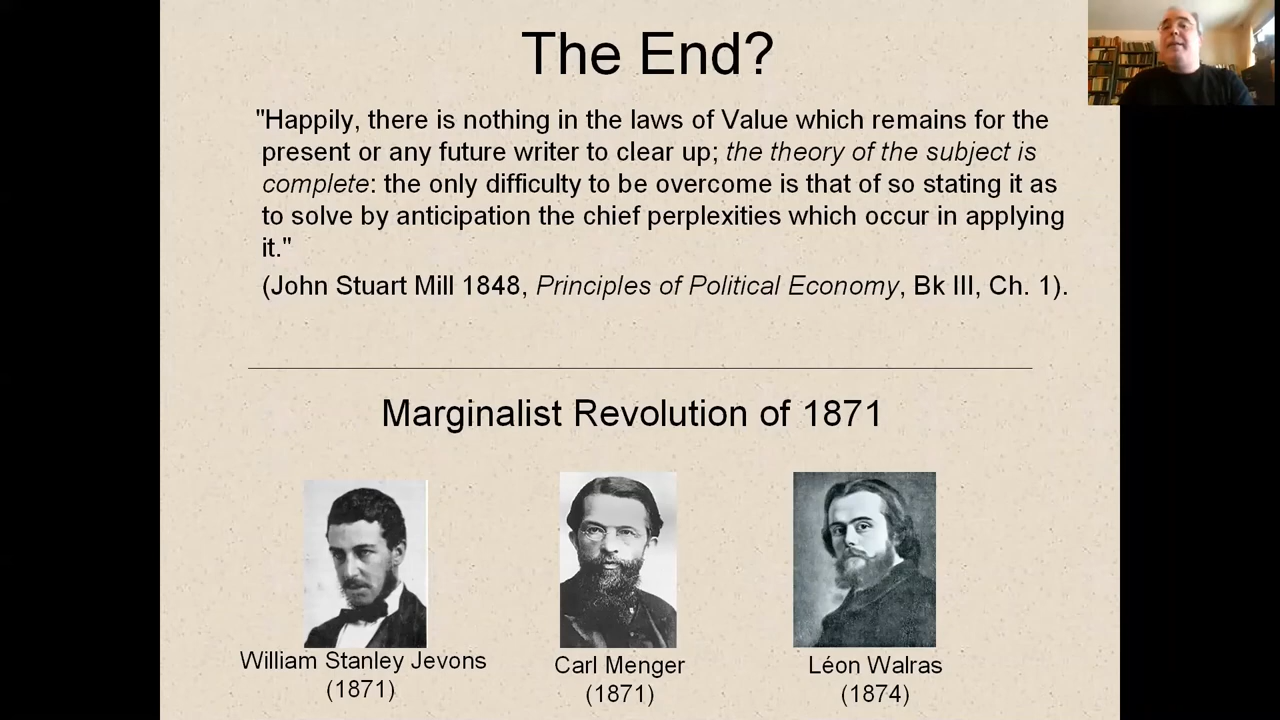 The End?
"Happily, there is nothing in the laws of Value which remains for the
present or any future writer to clear up; the theory of the subject is
complete: the only difficulty to be overcome is that of so stating it as
to solve by anticipation the chief perplexities which occur in applying
it."
(John Stuart Mill 1848, Principles of Political Economy, Bk III, Ch. 1).
Marginalist Revolution of 1871
William Stanley Jevons
(1871)
Carl Menger
(1871)
Léon Walras
(1874)